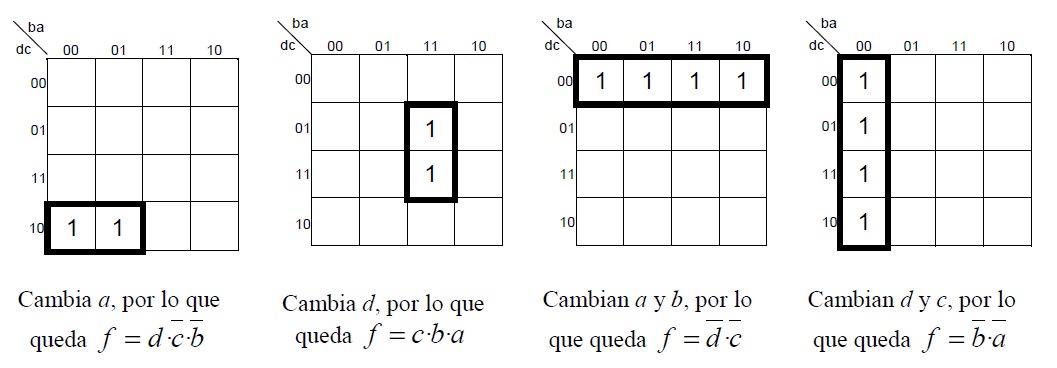 ba
dc 00 01 11 10
00
01
11
10 1 1
Cambia a, por lo que
queda f = d·c̅·b̅
ba
dc 00 01 11 10
00
01 1
11 1
10
Cambia d, por lo que
queda f = c·b·a
ba
dc 00 01 11 10
00 1 1 1 1
01
11
10
Cambian a y b, por lo
que queda f = d̅·c̅
ba
dc 00 01 11 10
00 1
01 1
11 1
10 1
Cambian d y c, por lo
que queda f = b̅·a̅